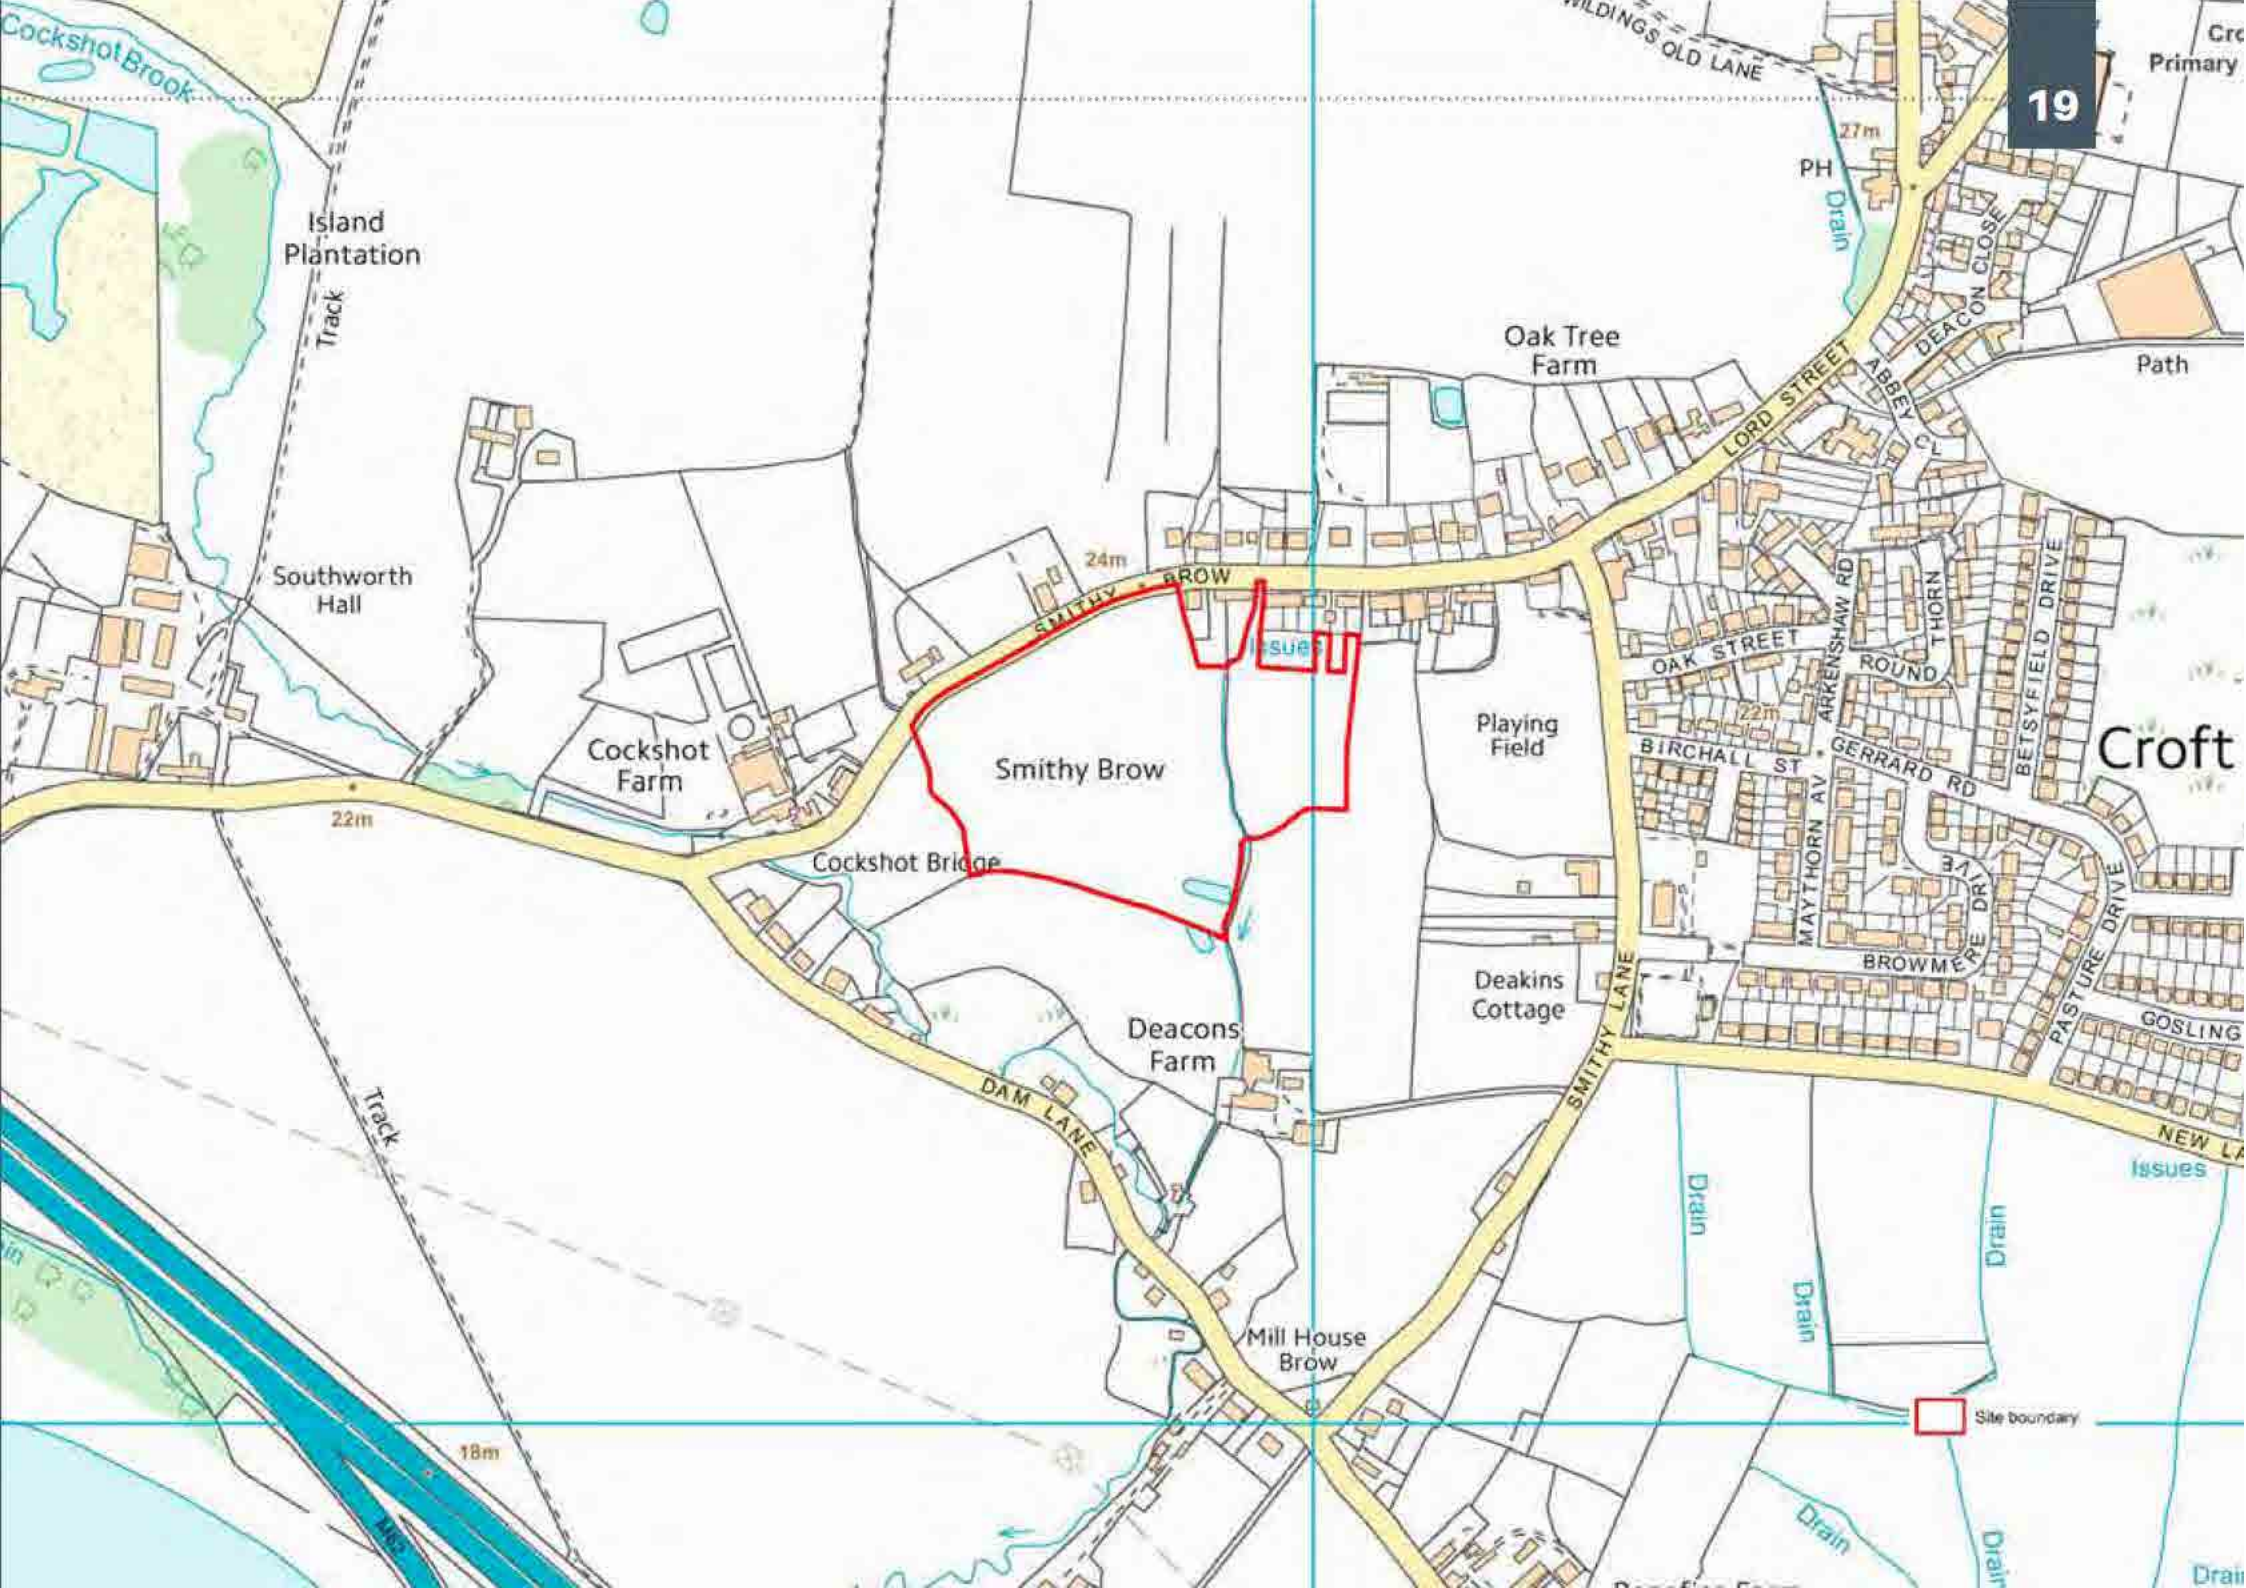 Cockshot Brook
WILDINGS OLD LANE
Primary
19
27m
PH
Drain
Island
Plantation
Track
DEACON CLOSE
Oak Tree
Farm
Path
LORD STREET
ABBEY CL
24m
SMITHY BROW
Southworth
Hall
Issues
OAK STREET
ARKENSHAW RD
THORN
ROUND
BETSYFIELD DRIVE
22m
Playing
Field
BIRCHALL ST
GERRARD RD
Croft
Cockshot
Farm
Smithy Brow
22m
Cockshot Bridge
MAYTHORN AV
DRIVE
BROWMERE DRIVE
PASTURE DRIVE
Deakins
Cottage
SMITHY LANE
GOSLING
Deacons
Farm
DAM LANE
SMITHY LANE
Track
NEW
Issues
Drain
Drain
Drain
Mill House
Brow
Site boundary
18m
M62
Drain
Drain
Drain